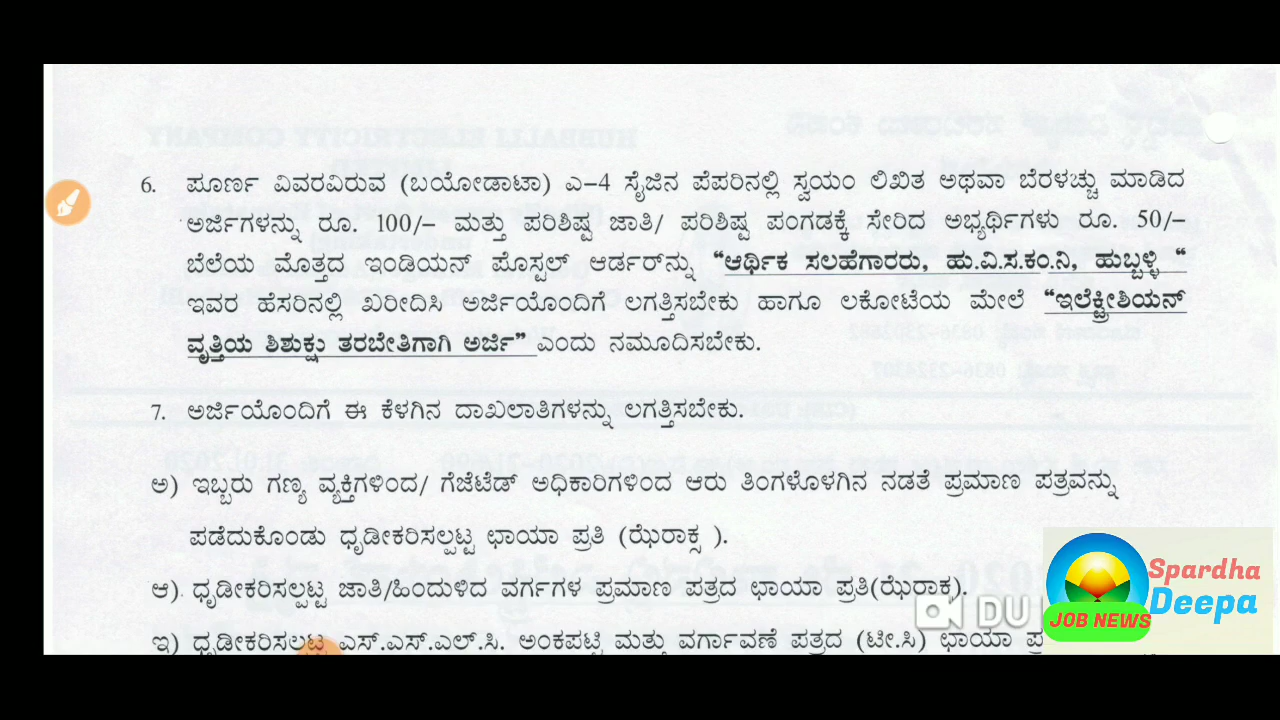 6. ಪೂರ್ಣ ವಿವರವಿರುವ (ಬಯೋಡಾಟಾ) ಎ-4 ಸೈಜಿನ ಪೆಪರಿನಲ್ಲಿ ಸ್ವಯಂ ಲಿಖಿತ ಅಥವಾ ಬೆರಳಚ್ಚು ಮಾಡಿದ
ಅರ್ಜಿಗಳನ್ನು ರೂ. 100/- ಮತ್ತು ಪರಿಶಿಷ್ಟ ಜಾತಿ/ ಪರಿಶಿಷ್ಟ ಪಂಗಡಕ್ಕೆ ಸೇರಿದ ಅಭ್ಯರ್ಥಿಗಳು ರೂ. 50/-
ಬೆಲೆಯ ಮೊತ್ತದ ಇಂಡಿಯನ್ ಪೊಸ್ಟಲ್ ಆರ್ಡರ್‌ನ್ನು "ಆರ್ಥಿಕ ಸಲಹೆಗಾರರು, ಹು.ವಿ.ಸ.ಕಂ.ನಿ, ಹುಬ್ಬಳ್ಳಿ "
ಇವರ ಹೆಸರಿನಲ್ಲಿ ಖರೀದಿಸಿ ಅರ್ಜಿಯೊಂದಿಗೆ ಲಗತ್ತಿಸಬೇಕು ಹಾಗೂ ಲಕೋಟೆಯ ಮೇಲೆ "ಇಲೆಕ್ಟ್ರೀಶಿಯನ್
ವೃತ್ತಿಯ ಶಿಶುಕ್ಷು ತರಬೇತಿಗಾಗಿ ಅರ್ಜಿ" ಎಂದು ನಮೂದಿಸಬೇಕು.
7. ಅರ್ಜಿಯೊಂದಿಗೆ ಈ ಕೆಳಗಿನ ದಾಖಲಾತಿಗಳನ್ನು ಲಗತ್ತಿಸಬೇಕು.
ಅ) ಇಬ್ಬರು ಗಣ್ಯ ವ್ಯಕ್ತಿಗಳಿಂದ/ ಗೆಜೆಟೆಡ್ ಅಧಿಕಾರಿಗಳಿಂದ ಆರು ತಿಂಗಳೊಳಗಿನ ನಡತೆ ಪ್ರಮಾಣ ಪತ್ರವನ್ನು
ಪಡೆದುಕೊಂಡು ಧೃಡೀಕರಿಸಲ್ಪಟ್ಟ ಛಾಯಾ ಪ್ರತಿ (ಝೆರಾಕ್ಸ ).
ಆ) ಧೃಡೀಕರಿಸಲ್ಪಟ್ಟ ಜಾತಿ/ಹಿಂದುಳಿದ ವರ್ಗಗಳ ಪ್ರಮಾಣ ಪತ್ರದ ಛಾಯಾ ಪ್ರತಿ(ಝೆರಾಕ್ಸ).
ಇ) ಧೃಡೀಕರಿಸಲ್ಪಟ್ಟ ಎಸ್.ಎಸ್.ಎಲ್.ಸಿ. ಅಂಕಪಟ್ಟಿ ಮತ್ತು ವರ್ಗಾವಣೆ ಪತ್ರದ (ಟೀ.ಸಿ) ಛಾಯಾ
DU
Spardha
Deepa
JOB NEWS